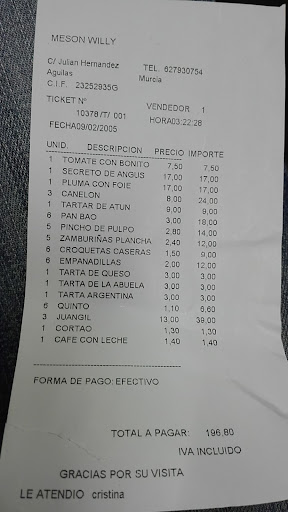 MESON WILLY
C/ Julian Hernandez TEL. 627930754
Aguilas Murcia
C.I.F. 23252935G
VENDEDOR 1
TICKET Nº 10378/T/ 001
HORA03:22:28
FECHA09/02/2005
UNID. DESCRIPCION PRECIO IMPORTE
1 TOMATE CON BONITO 7,50 7,50
1 SECRETO DE ANGUS 17,00 17,00
1 PLUMA CON FOIE 17,00 17,00
3 CANELON 8,00 24,00
1 TARTAR DE ATUN 9,00 9,00
6 PAN BAO 3,00 18,00
5 PINCHO DE PULPO 2,80 14,00
5 ZAMBURIÑAS PLANCHA 2,40 12,00
6 CROQUETAS CASERAS 1,50 9,00
6 EMPANADILLAS 2,00 12,00
1 TARTA DE QUESO 3,00 3,00
1 TARTA DE LA ABUELA 3,00 3,00
1 TARTA ARGENTINA 3,00 3,00
6 QUINTO 1,10 6,60
3 JUANGIL 13,00 39,00
1 CORTAO 1,30 1,30
1 CAFE CON LECHE 1,40 1,40
FORMA DE PAGO: EFECTIVO
TOTAL A PAGAR: 196,80
IVA INCLUIDO
GRACIAS POR SU VISITA
LE ATENDIO cristina